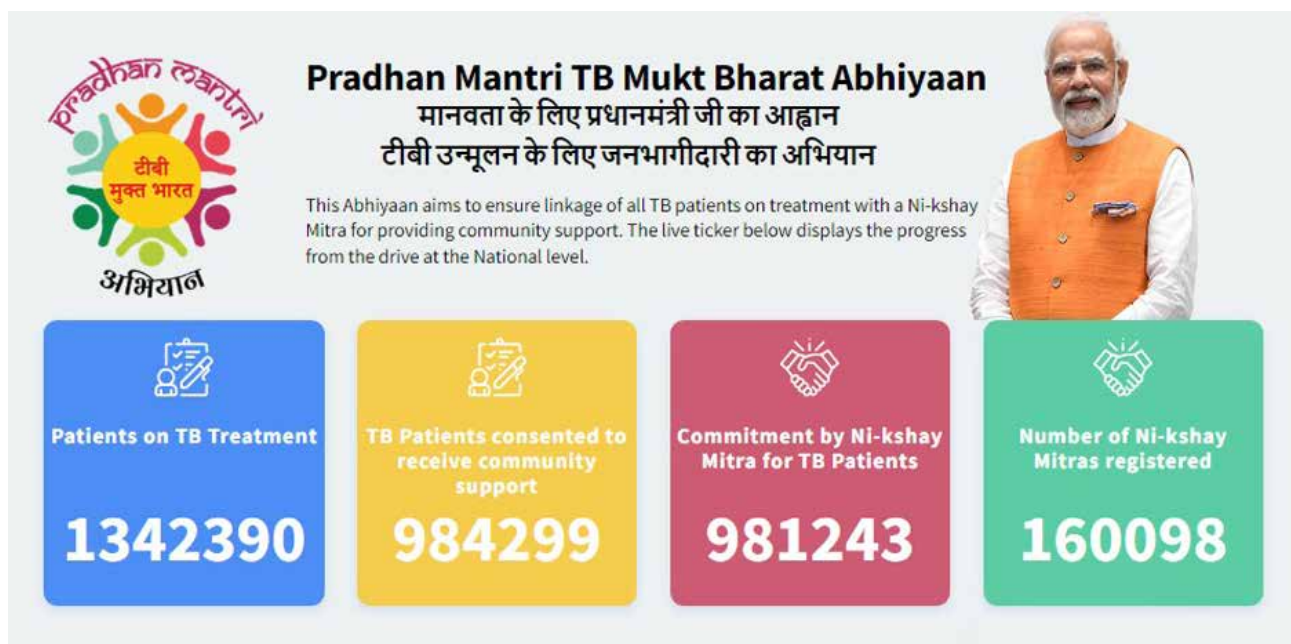 pradhan mantri
टीबी
मुक्त भारत
अभियान
Pradhan Mantri TB Mukt Bharat Abhiyaan
मानवता के लिए प्रधानमंत्री जी का आह्वान
टीबी उन्मूलन के लिए जनभागीदारी का अभियान
This Abhiyaan aims to ensure linkage of all TB patients on treatment with a Ni-kshay
Mitra for providing community support. The live ticker below displays the progress
from the drive at the National level.
Patients on TB Treatment
1342390
TB Patients consented to
receive community
support
984299
Commitment by Ni-kshay
Mitra for TB Patients
981243
Number of Ni-kshay
Mitras registered
160098